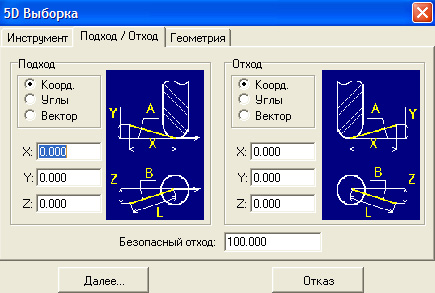 5D Выборка
Инструмент Подход / Отход Геометрия
Подход
Коорд.
Углы
Вектор
X: 0.000
Y: 0.000
Z: 0.000
A
Y
X
Z
B
L
Отход
Коорд.
Углы
Вектор
X: 0.000
Y: 0.000
Z: 0.000
A
Y
X
Z
B
L
Безопасный отход: 100.000
Далее... Отказ